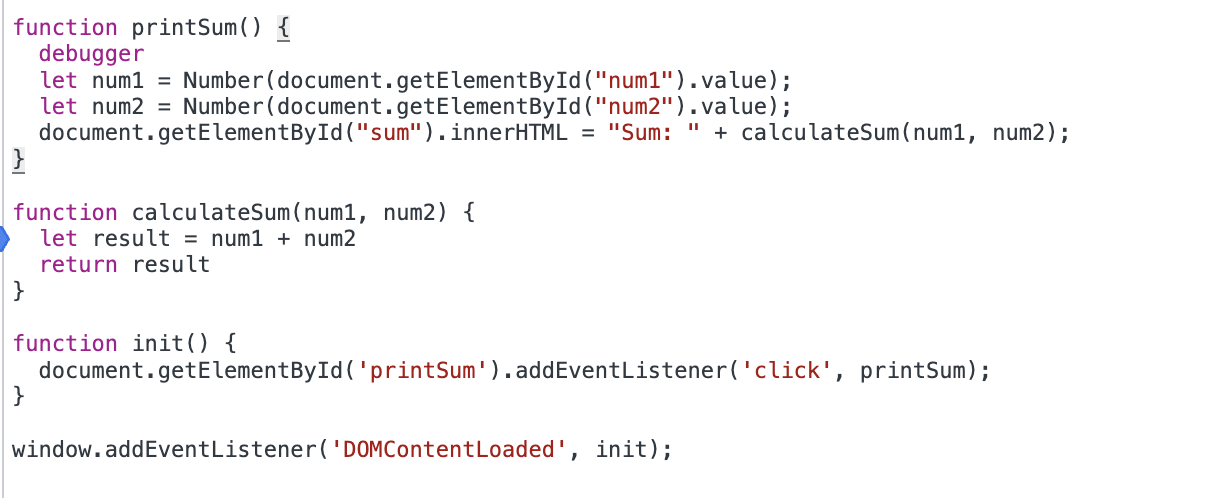 function printSum() {
  debugger
  let num1 = Number(document.getElementById("num1").value);
  let num2 = Number(document.getElementById("num2").value);
  document.getElementById("sum").innerHTML = "Sum: " + calculateSum(num1, num2);
}
function calculateSum(num1, num2) {
  let result = num1 + num2
  return result
}
function init() {
  document.getElementById('printSum').addEventListener('click', printSum);
}
window.addEventListener('DOMContentLoaded', init);